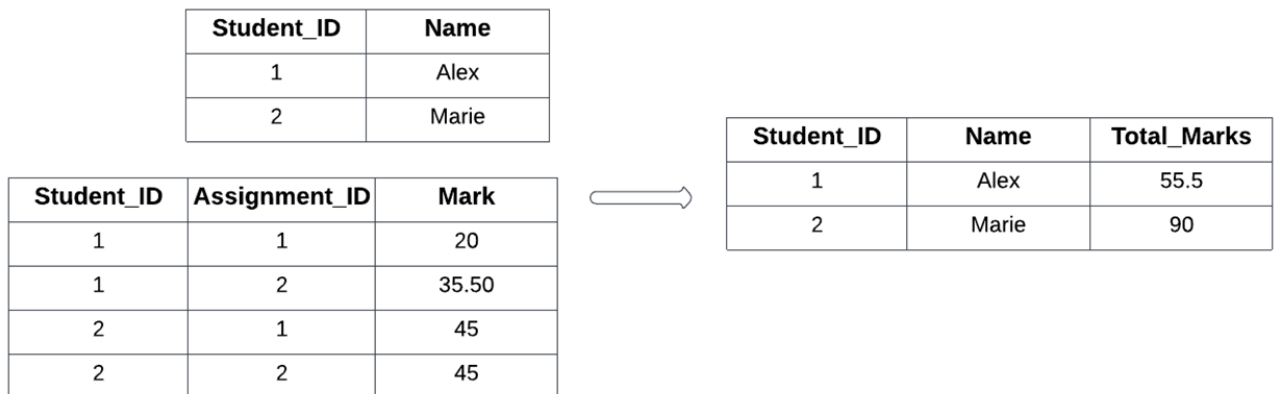 Student_ID Name
1 Alex
2 Marie
Student_ID Assignment_ID Mark
1 1 20
1 2 35.50
2 1 45
2 2 45
Student_ID Name Total_Marks
1 Alex 55.5
2 Marie 90